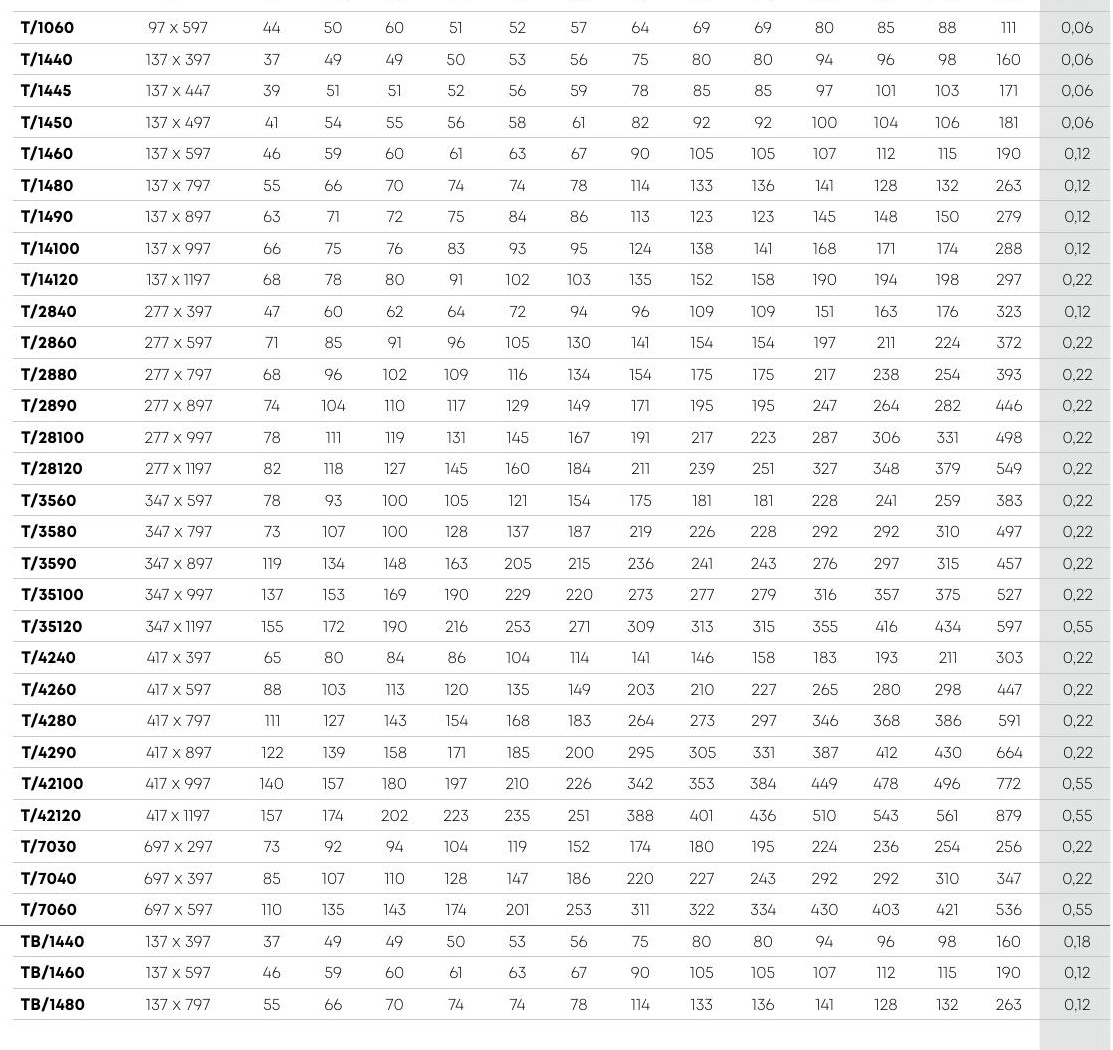 T/1060 97 x 597 44 50 60 51 52 57 64 69 69 80 85 88 111 0,06
T/1440 137 x 397 37 49 49 50 53 56 75 80 80 94 96 98 160 0,06
T/1445 137 x 447 39 51 51 52 56 59 78 85 85 97 101 103 171 0,06
T/1450 137 x 497 41 54 55 56 58 61 82 92 92 100 104 106 181 0,06
T/1460 137 x 597 46 59 60 61 63 67 90 105 105 107 112 115 190 0,12
T/1480 137 x 797 55 66 70 74 74 78 114 133 136 141 128 132 263 0,12
T/1490 137 x 897 63 71 72 75 84 86 113 123 123 145 148 150 279 0,12
T/14100 137 x 997 66 75 76 83 93 95 124 138 141 168 171 174 288 0,12
T/14120 137 x 1197 68 78 80 91 102 103 135 152 158 190 194 198 297 0,22
T/2840 277 x 397 47 60 62 64 72 94 96 109 109 151 163 176 323 0,12
T/2860 277 x 597 71 85 91 96 105 130 141 154 154 197 211 224 372 0,22
T/2880 277 x 797 68 96 102 109 116 134 154 175 175 217 238 254 393 0,22
T/2890 277 x 897 74 104 110 117 129 149 171 195 195 247 264 282 446 0,22
T/28100 277 x 997 78 111 119 131 145 167 191 217 223 287 306 331 498 0,22
T/28120 277 x 1197 82 118 127 145 160 184 211 239 251 327 348 379 549 0,22
T/3560 347 x 597 78 93 100 105 121 154 175 181 181 228 241 259 383 0,22
T/3580 347 x 797 73 107 100 128 137 187 219 226 228 292 292 310 497 0,22
T/3590 347 x 897 119 134 148 163 205 215 236 241 243 276 297 315 457 0,22
T/35100 347 x 997 137 153 169 190 229 220 273 277 279 316 357 375 527 0,22
T/35120 347 x 1197 155 172 190 216 253 271 309 313 315 355 416 434 597 0,55
T/4240 417 x 397 65 80 84 86 104 114 141 146 158 183 193 211 303 0,22
T/4260 417 x 597 88 103 113 120 135 149 203 210 227 265 280 298 447 0,22
T/4280 417 x 797 111 127 143 154 168 183 264 273 297 346 368 386 591 0,22
T/4290 417 x 897 122 139 158 171 185 200 295 305 331 387 412 430 664 0,22
T/42100 417 x 997 140 157 180 197 210 226 342 353 384 449 478 496 772 0,55
T/42120 417 x 1197 157 174 202 223 235 251 388 401 436 510 543 561 879 0,55
T/7030 697 x 297 73 92 94 104 119 152 174 180 195 224 236 254 256 0,22
T/7040 697 x 397 85 107 110 128 147 186 220 227 243 292 292 310 347 0,22
T/7060 697 x 597 110 135 143 174 201 253 311 322 334 430 403 421 536 0,55
TB/1440 137 x 397 37 49 49 50 53 56 75 80 80 94 96 98 160 0,18
TB/1460 137 x 597 46 59 60 61 63 67 90 105 105 107 112 115 190 0,12
TB/1480 137 x 797 55 66 70 74 74 78 114 133 136 141 128 132 263 0,12